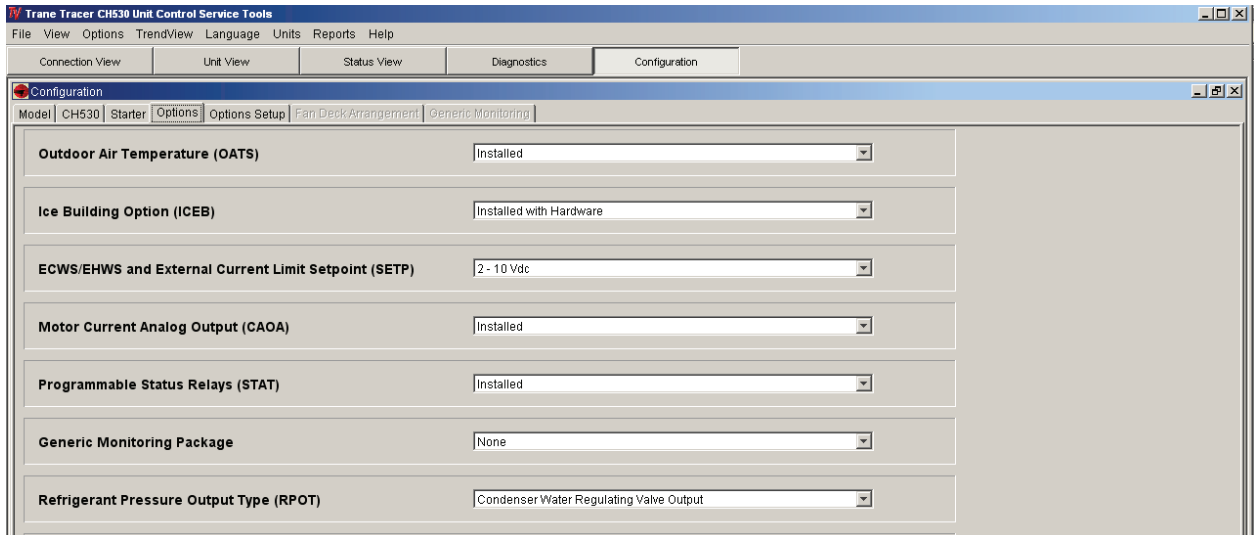 Trane Tracer CH530 Unit Control Service Tools
File View Options TrendView Language Units Reports Help
Connection View Unit View Status View Diagnostics Configuration
Configuration
Model CH530 Starter Options Options Setup Fan Deck Arrangement Generic Monitoring
Outdoor Air Temperature (OATS) Installed
Ice Building Option (ICEB) Installed with Hardware
ECWS/EHWS and External Current Limit Setpoint (SETP) 2 - 10 Vdc
Motor Current Analog Output (CAOA) Installed
Programmable Status Relays (STAT) Installed
Generic Monitoring Package None
Refrigerant Pressure Output Type (RPOT) Condenser Water Regulating Valve Output